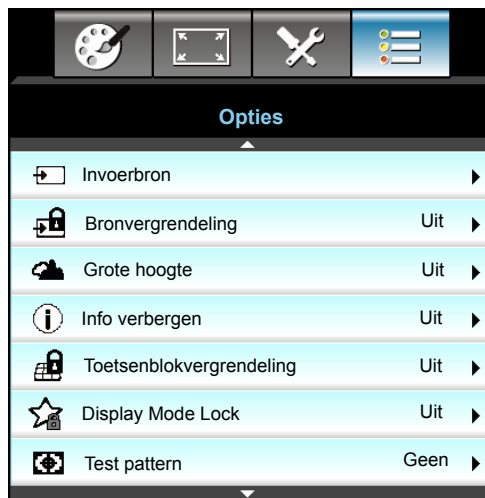 Opties
Invoerbron
Bronvergrendeling Uit
Grote hoogte Uit
Info verbergen Uit
Toetsenblokvergrendeling Uit
Display Mode Lock Uit
Test pattern Geen